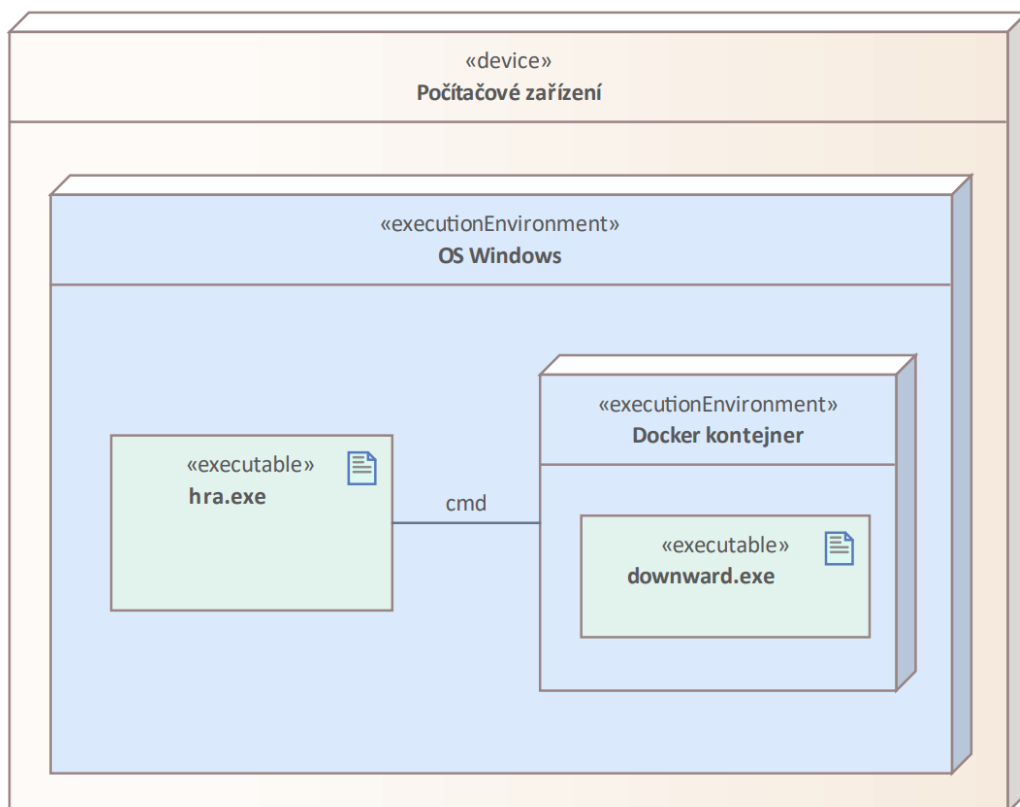 «device»
Počítačové zařízení
«executionEnvironment»
OS Windows
«executionEnvironment»
Docker kontejner
«executable»
hra.exe
cmd
«executable»
downward.exe